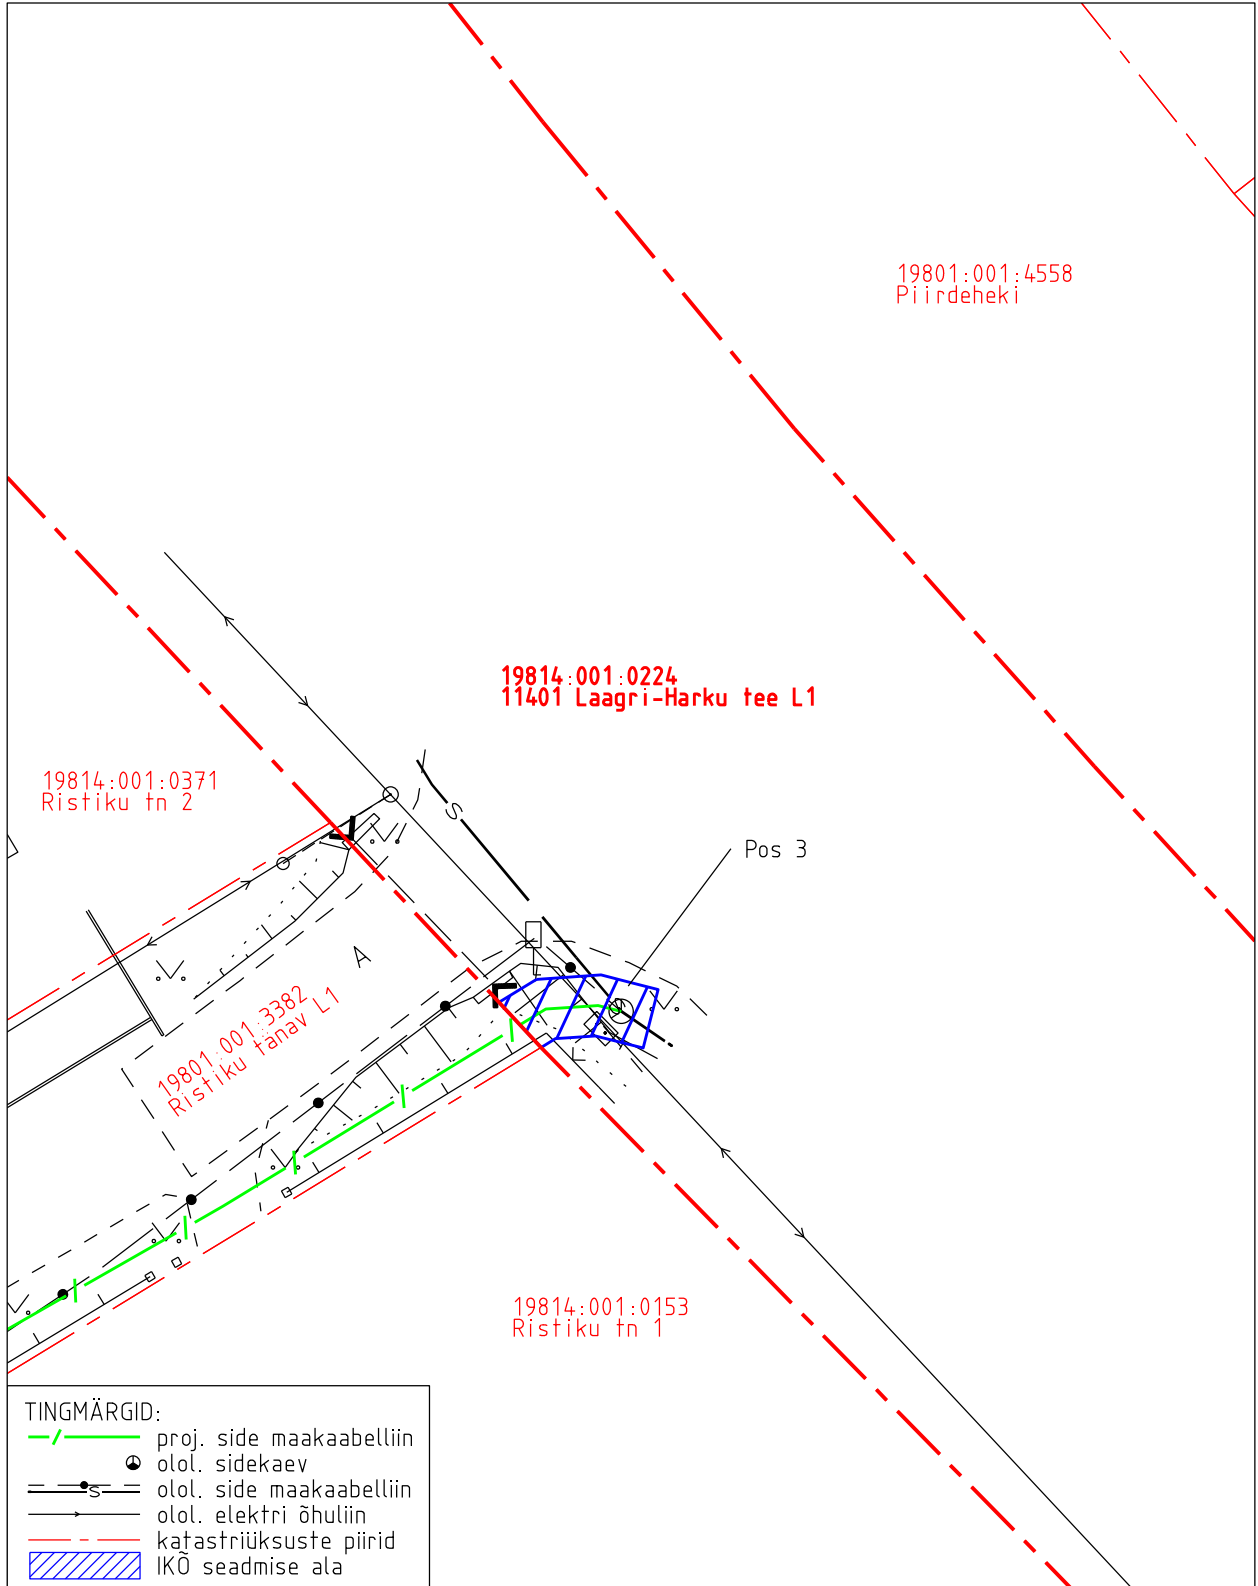 19801:001:4558
Piirdeheki
19814:001:0224
11401 Laagri-Harku tee L1
19814:001:0371
Ristiku tn 2
S
Pos 3
A
19801:001:3382
Ristiku tänav L1
S
19814:001:0153
Ristiku tn 1
TINGMÄRGID:
proj. side maakaabelliin
olol. sidekaev
S
olol. side maakaabelliin
olol. elektri õhuliin
katastriüksuste piirid
IKÕ seadmise ala